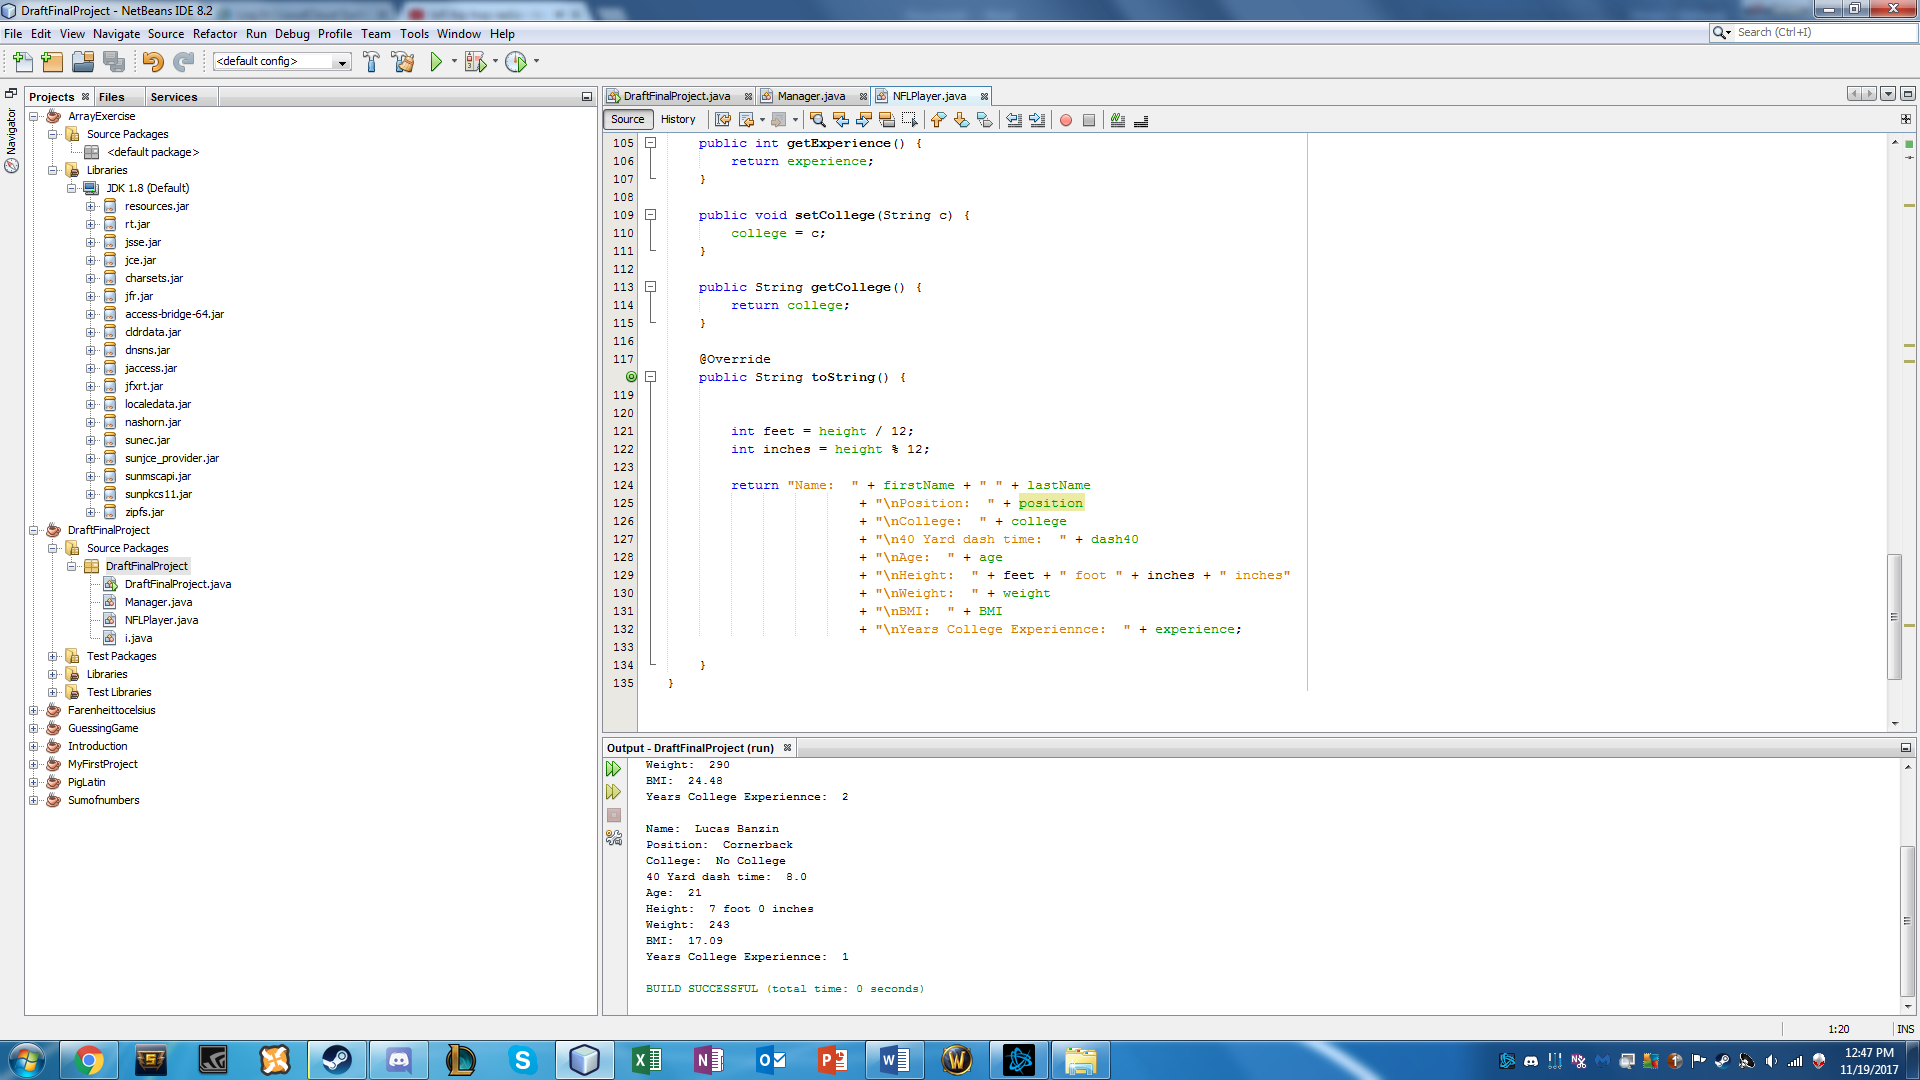 DraftFinalProject - NetBeans IDE 8.2
File Edit View Navigate Source Refactor Run Debug Profile Team Tools Window Help
Search (Ctrl+I)
<default config>
Navigator
Projects Files Services
ArrayExercise
Source Packages
<default package>
Libraries
JDK 1.8 (Default)
resources.jar
rt.jar
jsse.jar
jce.jar
charsets.jar
jfr.jar
access-bridge-64.jar
cldrdata.jar
dnsns.jar
jaccess.jar
jfxrt.jar
localedata.jar
nashorn.jar
sunec.jar
sunjce_provider.jar
sunmscapi.jar
sunpkcs11.jar
zipfs.jar
DraftFinalProject
Source Packages
DraftFinalProject
DraftFinalProject.java
Manager.java
NFLPlayer.java
i.java
Test Packages
Libraries
Test Libraries
Farenheittocelsius
GuessingGame
Introduction
MyFirstProject
PigLatin
Sumofnumbers
DraftFinalProject.java Manager.java NFLPlayer.java
Source History
105 public int getExperience() {
106 return experience;
107 }
108
109 public void setCollege(String c) {
110 college = c;
111 }
112
113 public String getCollege() {
114 return college;
115 }
116
117 @Override
public String toString() {
119
120
121 int feet = height / 12;
122 int inches = height % 12;
123
124 return "Name:  " + firstName + " " + lastName
125 + "\nPosition:  " + position
126 + "\nCollege:  " + college
127 + "\n40 Yard dash time:  " + dash40
128 + "\nAge:  " + age
129 + "\nHeight:  " + feet + " foot " + inches + " inches"
130 + "\nWeight:  " + weight
131 + "\nBMI:  " + BMI
132 + "\nYears College Experiennce:  " + experience;
133
134 }
135 }
Output - DraftFinalProject (run)
Weight:  290
BMI:  24.48
Years College Experiennce:  2
Name:  Lucas Banzin
Position:  Cornerback
College:  No College
40 Yard dash time:  8.0
Age:  21
Height:  7 foot 0 inches
Weight:  243
BMI:  17.09
Years College Experiennce:  1
BUILD SUCCESSFUL (total time: 0 seconds)
1:20 INS
12:47 PM
11/19/2017